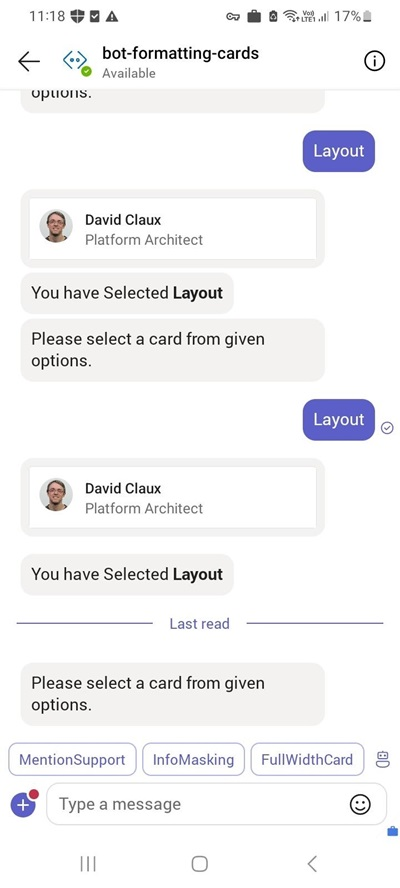 11:18
Vo) LTE1
17%
bot-formatting-cards
Available
options.
Layout
David Claux
Platform Architect
You have Selected Layout
Please select a card from given
options.
Layout
David Claux
Platform Architect
You have Selected Layout
Last read
Please select a card from given
options.
MentionSupport InfoMasking FullWidthCard
Type a message